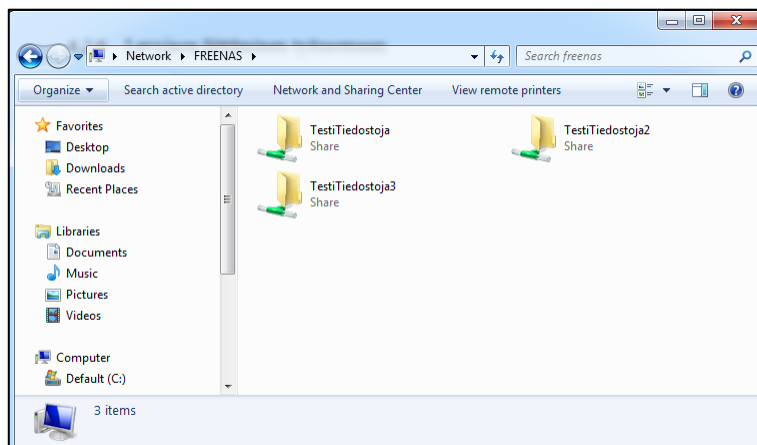 Network FREENAS
Search freenas
Organize Search active directory Network and Sharing Center View remote printers
Favorites
Desktop
Downloads
Recent Places
Libraries
Documents
Music
Pictures
Videos
Computer
Default (C:)
TestiTiedostoja
Share
TestiTiedostoja2
Share
TestiTiedostoja3
Share
3 items